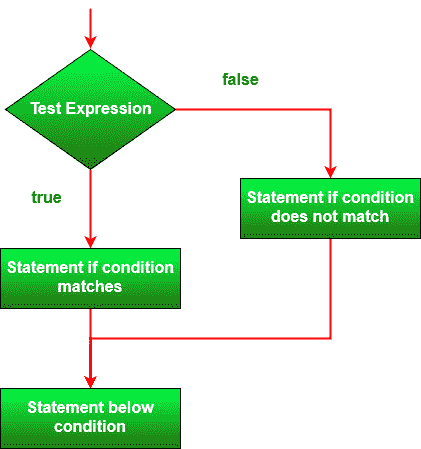 Test Expression
false
true
Statement if condition
does not match
Statement if condition
matches
Statement below
condition